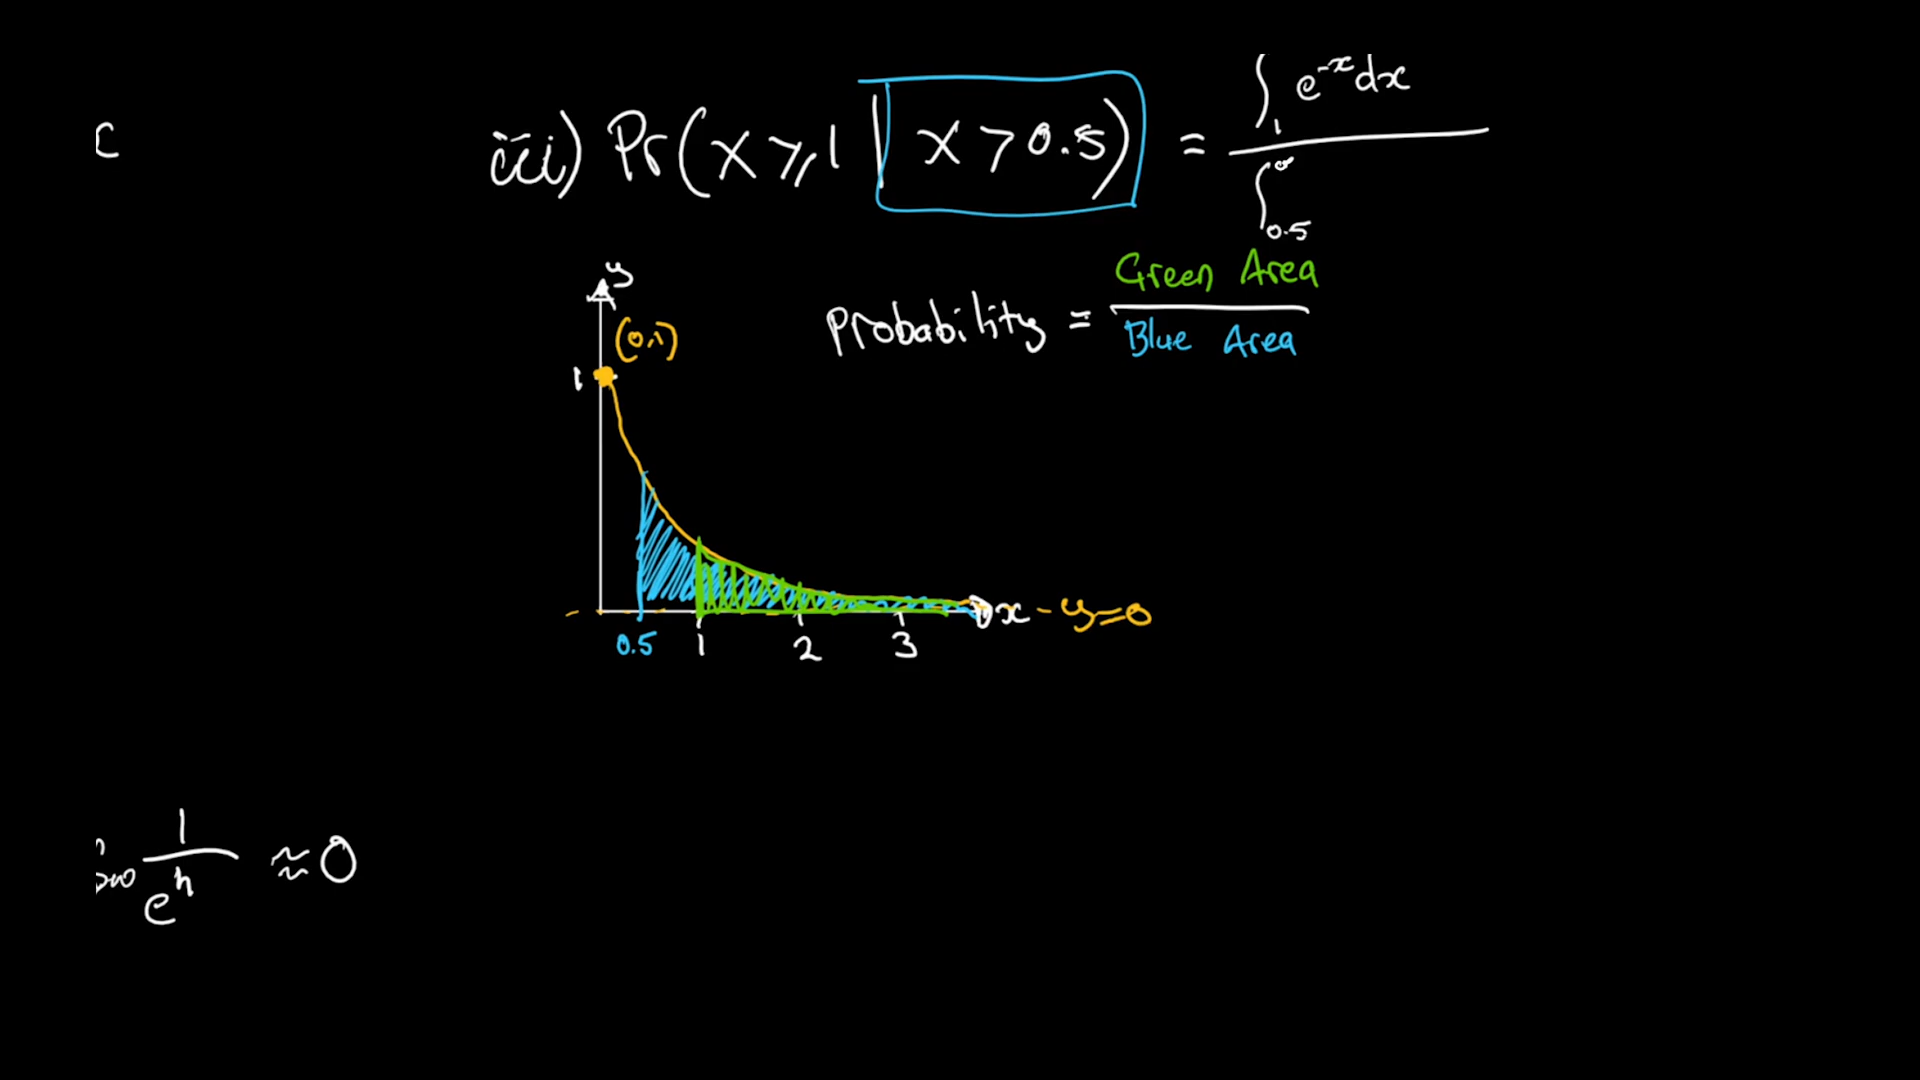 c
iii) Pr(X ⩾ 1 | X > 0.5) = ∫₁ e^-x dx / ∫_0.5^∞
Probability = Green Area / Blue Area
y
(0,1)
1
0.5 1 2 3
x - y=0
1/e^n ≈ 0